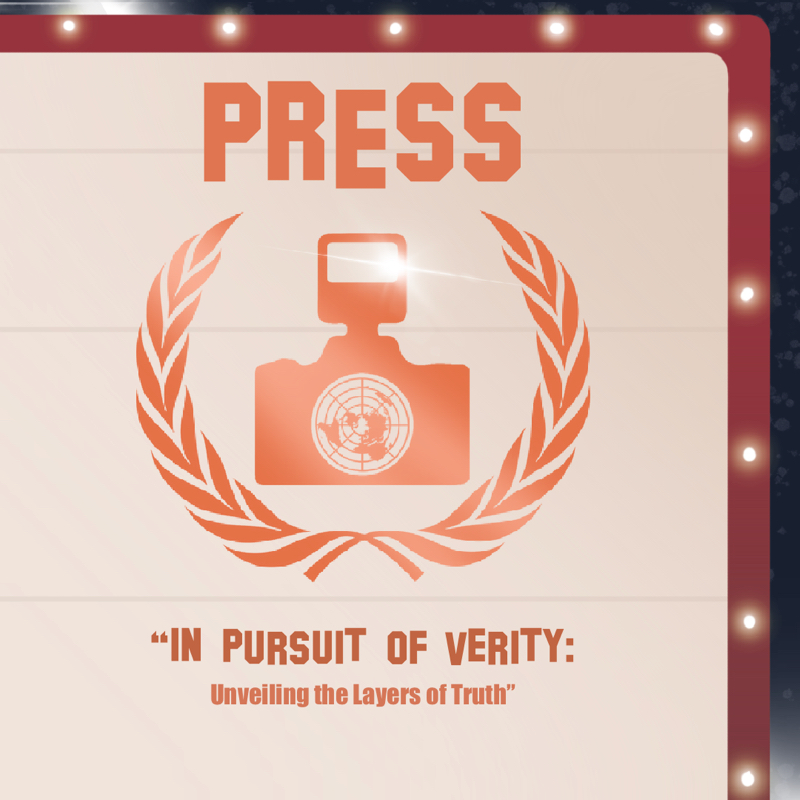 PRESS
“IN PURSUIT OF VERITY:
Unveiling the Layers of Truth”